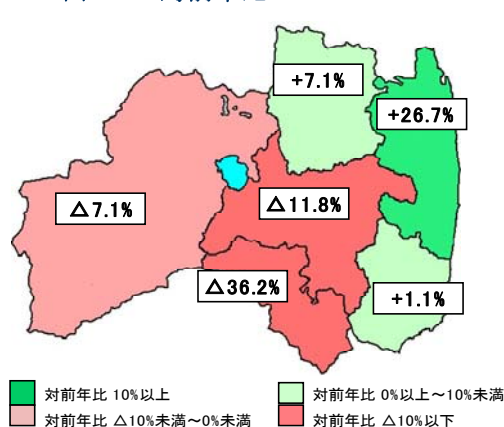 +7.1%
+26.7%
△7.1%
△11.8%
△36.2%
+1.1%
対前年比 10%以上
対前年比 0%以上~10%未満
対前年比 △10%未満~0%未満
対前年比 △10%以下